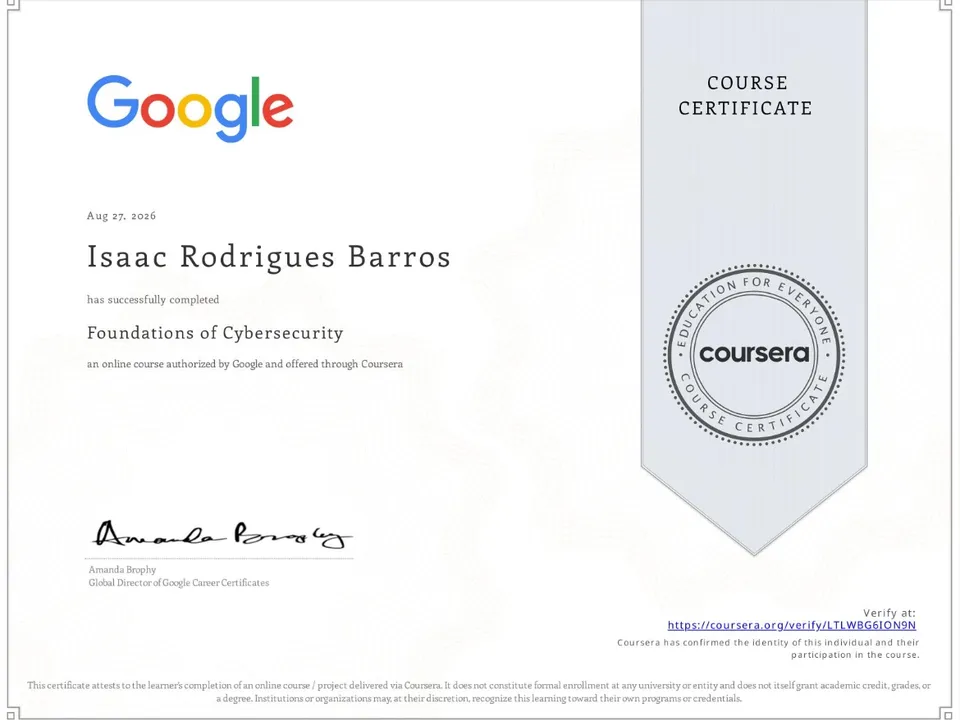 Google
COURSE
CERTIFICATE
Aug 27, 2026
Isaac Rodrigues Barros
has successfully completed
Foundations of Cybersecurity
an online course authorized by Google and offered through Coursera
EDUCATION FOR EVERYONE
coursera
COURSE CERTIFICATE
Amanda Brophy
Amanda Brophy
Global Director of Google Career Certificates
Verify at:
https://coursera.org/verify/LTLWBG6ION9N
Coursera has confirmed the identity of this individual and their
participation in the course.
This certificate attests to the learner's completion of an online course / project delivered via Coursera. It does not constitute formal enrollment at any university or entity and does not itself grant academic credit, grades, or
a degree. Institutions or organizations may, at their discretion, recognize this learning toward their own programs or credentials.